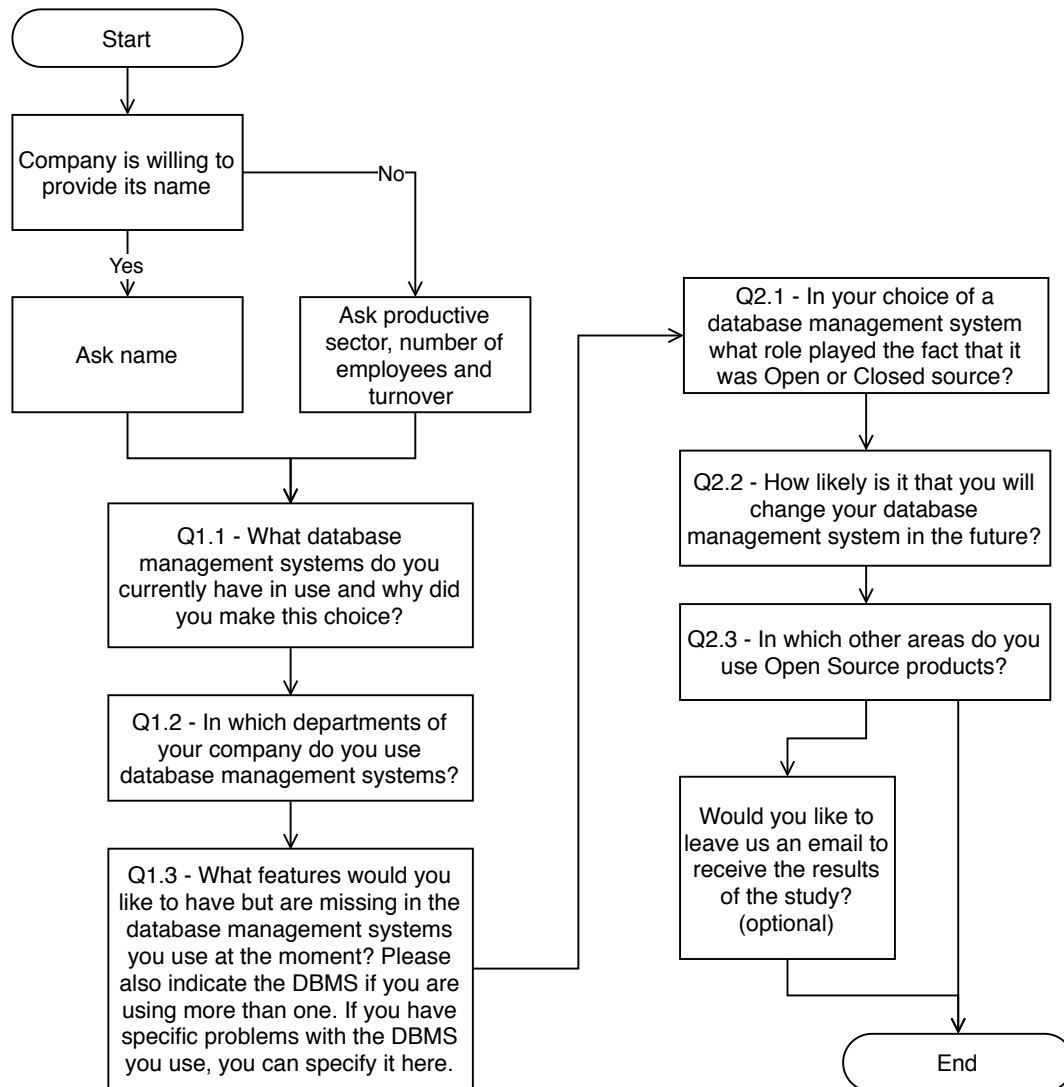 Start
Company is willing to
provide its name
No
Yes
Ask name
Ask productive
sector, number of
employees and
turnover
Q1.1 - What database
management systems do you
currently have in use and why did
you make this choice?
Q1.2 - In which departments of
your company do you use
database management systems?
Q1.3 - What features would you
like to have but are missing in the
database management systems
you use at the moment? Please
also indicate the DBMS if you are
using more than one. If you have
specific problems with the DBMS
you use, you can specify it here.
Q2.1 - In your choice of a
database management system
what role played the fact that it
was Open or Closed source?
Q2.2 - How likely is it that you will
change your database
management system in the future?
Q2.3 - In which other areas do you
use Open Source products?
Would you like to
leave us an email to
receive the results
of the study?
(optional)
End